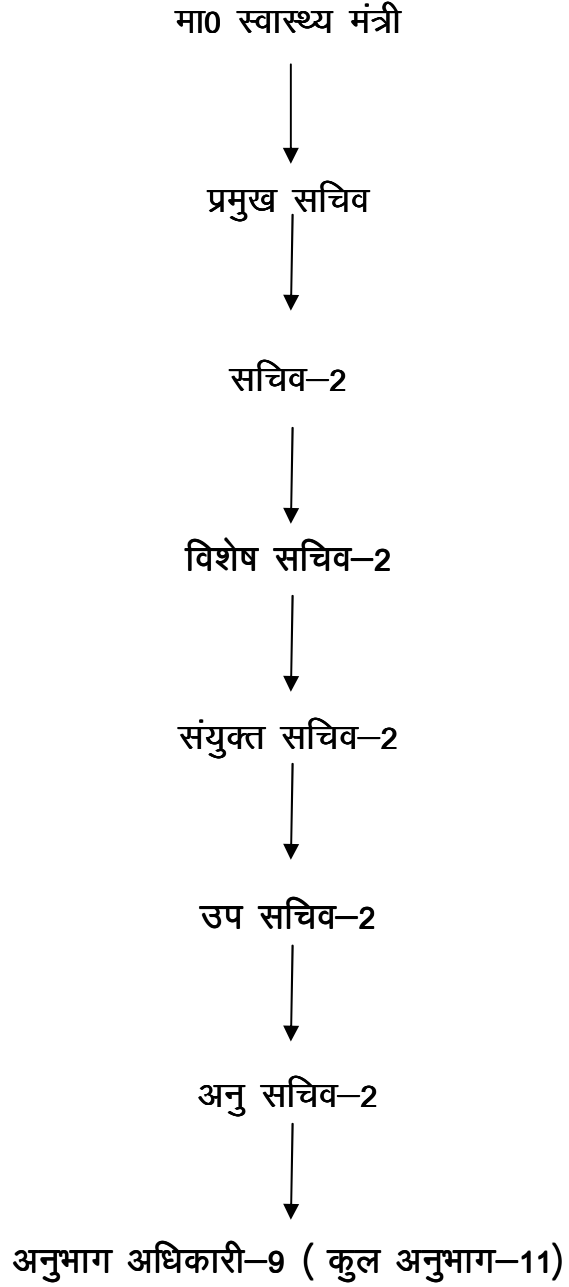 मा0 स्वास्थ्य मंत्री
प्रमुख सचिव
सचिव–2
विशेष सचिव–2
संयुक्त सचिव–2
उप सचिव–2
अनु सचिव–2
अनुभाग अधिकारी–9 ( कुल अनुभाग–11)